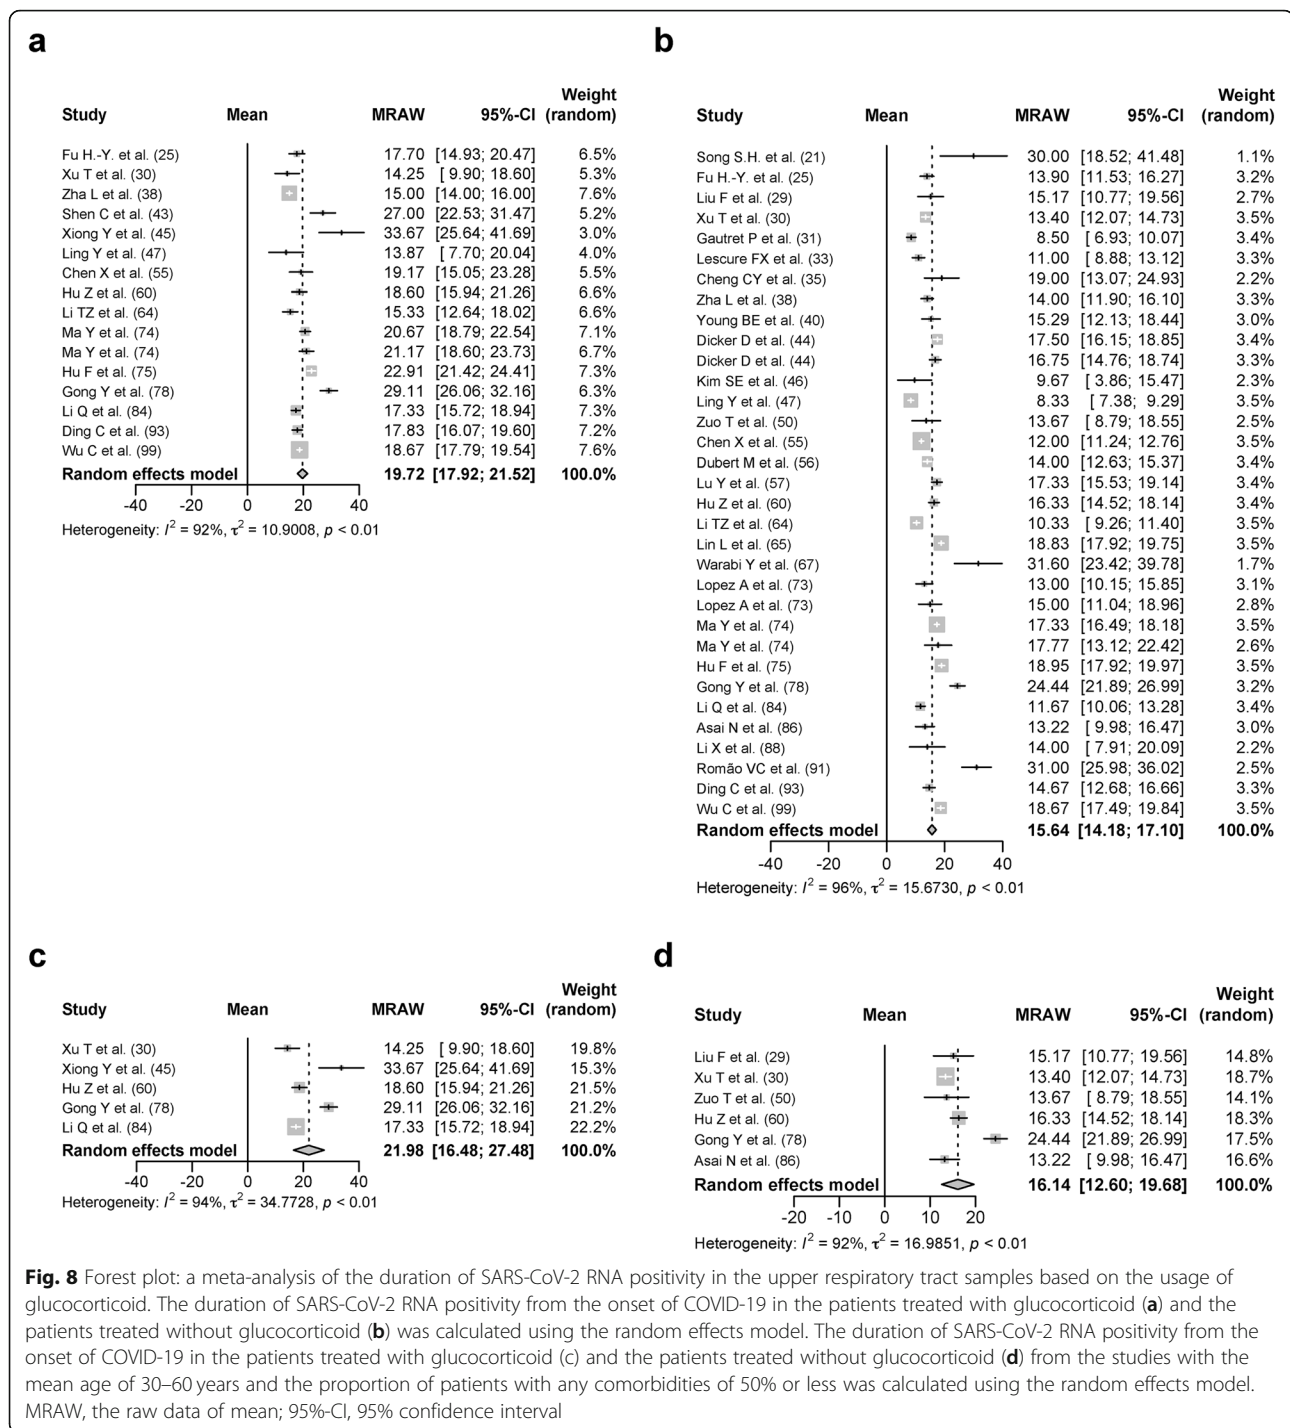 a
Weight
Study Mean MRAW 95%-CI (random)
Fu H.-Y. et al. (25) 17.70 [14.93; 20.47] 6.5%
Xu T et al. (30) 14.25 [ 9.90; 18.60] 5.3%
Zha L et al. (38) 15.00 [14.00; 16.00] 7.6%
Shen C et al. (43) 27.00 [22.53; 31.47] 5.2%
Xiong Y et al. (45) 33.67 [25.64; 41.69] 3.0%
Ling Y et al. (47) 13.87 [ 7.70; 20.04] 4.0%
Chen X et al. (55) 19.17 [15.05; 23.28] 5.5%
Hu Z et al. (60) 18.60 [15.94; 21.26] 6.6%
Li TZ et al. (64) 15.33 [12.64; 18.02] 6.6%
Ma Y et al. (74) 20.67 [18.79; 22.54] 7.1%
Ma Y et al. (74) 21.17 [18.60; 23.73] 6.7%
Hu F et al. (75) 22.91 [21.42; 24.41] 7.3%
Gong Y et al. (78) 29.11 [26.06; 32.16] 6.3%
Li Q et al. (84) 17.33 [15.72; 18.94] 7.3%
Ding C et al. (93) 17.83 [16.07; 19.60] 7.2%
Wu C et al. (99) 18.67 [17.79; 19.54] 7.6%
Random effects model 19.72 [17.92; 21.52] 100.0%
-40 -20 0 20 40
Heterogeneity: I² = 92%, τ² = 10.9008, p < 0.01
b
Weight
Study Mean MRAW 95%-CI (random)
Song S.H. et al. (21) 30.00 [18.52; 41.48] 1.1%
Fu H.-Y. et al. (25) 13.90 [11.53; 16.27] 3.2%
Liu F et al. (29) 15.17 [10.77; 19.56] 2.7%
Xu T et al. (30) 13.40 [12.07; 14.73] 3.5%
Gautret P et al. (31) 8.50 [ 6.93; 10.07] 3.4%
Lescure FX et al. (33) 11.00 [ 8.88; 13.12] 3.3%
Cheng CY et al. (35) 19.00 [13.07; 24.93] 2.2%
Zha L et al. (38) 14.00 [11.90; 16.10] 3.3%
Young BE et al. (40) 15.29 [12.13; 18.44] 3.0%
Dicker D et al. (44) 17.50 [16.15; 18.85] 3.4%
Dicker D et al. (44) 16.75 [14.76; 18.74] 3.3%
Kim SE et al. (46) 9.67 [ 3.86; 15.47] 2.3%
Ling Y et al. (47) 8.33 [ 7.38; 9.29] 3.5%
Zuo T et al. (50) 13.67 [ 8.79; 18.55] 2.5%
Chen X et al. (55) 12.00 [11.24; 12.76] 3.5%
Dubert M et al. (56) 14.00 [12.63; 15.37] 3.4%
Lu Y et al. (57) 17.33 [15.53; 19.14] 3.4%
Hu Z et al. (60) 16.33 [14.52; 18.14] 3.4%
Li TZ et al. (64) 10.33 [ 9.26; 11.40] 3.5%
Lin L et al. (65) 18.83 [17.92; 19.75] 3.5%
Warabi Y et al. (67) 31.60 [23.42; 39.78] 1.7%
Lopez A et al. (73) 13.00 [10.15; 15.85] 3.1%
Lopez A et al. (73) 15.00 [11.04; 18.96] 2.8%
Ma Y et al. (74) 17.33 [16.49; 18.18] 3.5%
Ma Y et al. (74) 17.77 [13.12; 22.42] 2.6%
Hu F et al. (75) 18.95 [17.92; 19.97] 3.5%
Gong Y et al. (78) 24.44 [21.89; 26.99] 3.2%
Li Q et al. (84) 11.67 [10.06; 13.28] 3.4%
Asai N et al. (86) 13.22 [ 9.98; 16.47] 3.0%
Li X et al. (88) 14.00 [ 7.91; 20.09] 2.2%
Romão VC et al. (91) 31.00 [25.98; 36.02] 2.5%
Ding C et al. (93) 14.67 [12.68; 16.66] 3.3%
Wu C et al. (99) 18.67 [17.49; 19.84] 3.5%
Random effects model 15.64 [14.18; 17.10] 100.0%
-40 -20 0 20 40
Heterogeneity: I² = 96%, τ² = 15.6730, p < 0.01
c
Weight
Study Mean MRAW 95%-CI (random)
Xu T et al. (30) 14.25 [ 9.90; 18.60] 19.8%
Xiong Y et al. (45) 33.67 [25.64; 41.69] 15.3%
Hu Z et al. (60) 18.60 [15.94; 21.26] 21.5%
Gong Y et al. (78) 29.11 [26.06; 32.16] 21.2%
Li Q et al. (84) 17.33 [15.72; 18.94] 22.2%
Random effects model 21.98 [16.48; 27.48] 100.0%
-40 -20 0 20 40
Heterogeneity: I² = 94%, τ² = 34.7728, p < 0.01
d
Weight
Study Mean MRAW 95%-CI (random)
Liu F et al. (29) 15.17 [10.77; 19.56] 14.8%
Xu T et al. (30) 13.40 [12.07; 14.73] 18.7%
Zuo T et al. (50) 13.67 [ 8.79; 18.55] 14.1%
Hu Z et al. (60) 16.33 [14.52; 18.14] 18.3%
Gong Y et al. (78) 24.44 [21.89; 26.99] 17.5%
Asai N et al. (86) 13.22 [ 9.98; 16.47] 16.6%
Random effects model 16.14 [12.60; 19.68] 100.0%
-20 -10 0 10 20
Heterogeneity: I² = 92%, τ² = 16.9851, p < 0.01
Fig. 8 Forest plot: a meta-analysis of the duration of SARS-CoV-2 RNA positivity in the upper respiratory tract samples based on the usage of
glucocorticoid. The duration of SARS-CoV-2 RNA positivity from the onset of COVID-19 in the patients treated with glucocorticoid (a) and the
patients treated without glucocorticoid (b) was calculated using the random effects model. The duration of SARS-CoV-2 RNA positivity from the
onset of COVID-19 in the patients treated with glucocorticoid (c) and the patients treated without glucocorticoid (d) from the studies with the
mean age of 30–60 years and the proportion of patients with any comorbidities of 50% or less was calculated using the random effects model.
MRAW, the raw data of mean; 95%-CI, 95% confidence interval